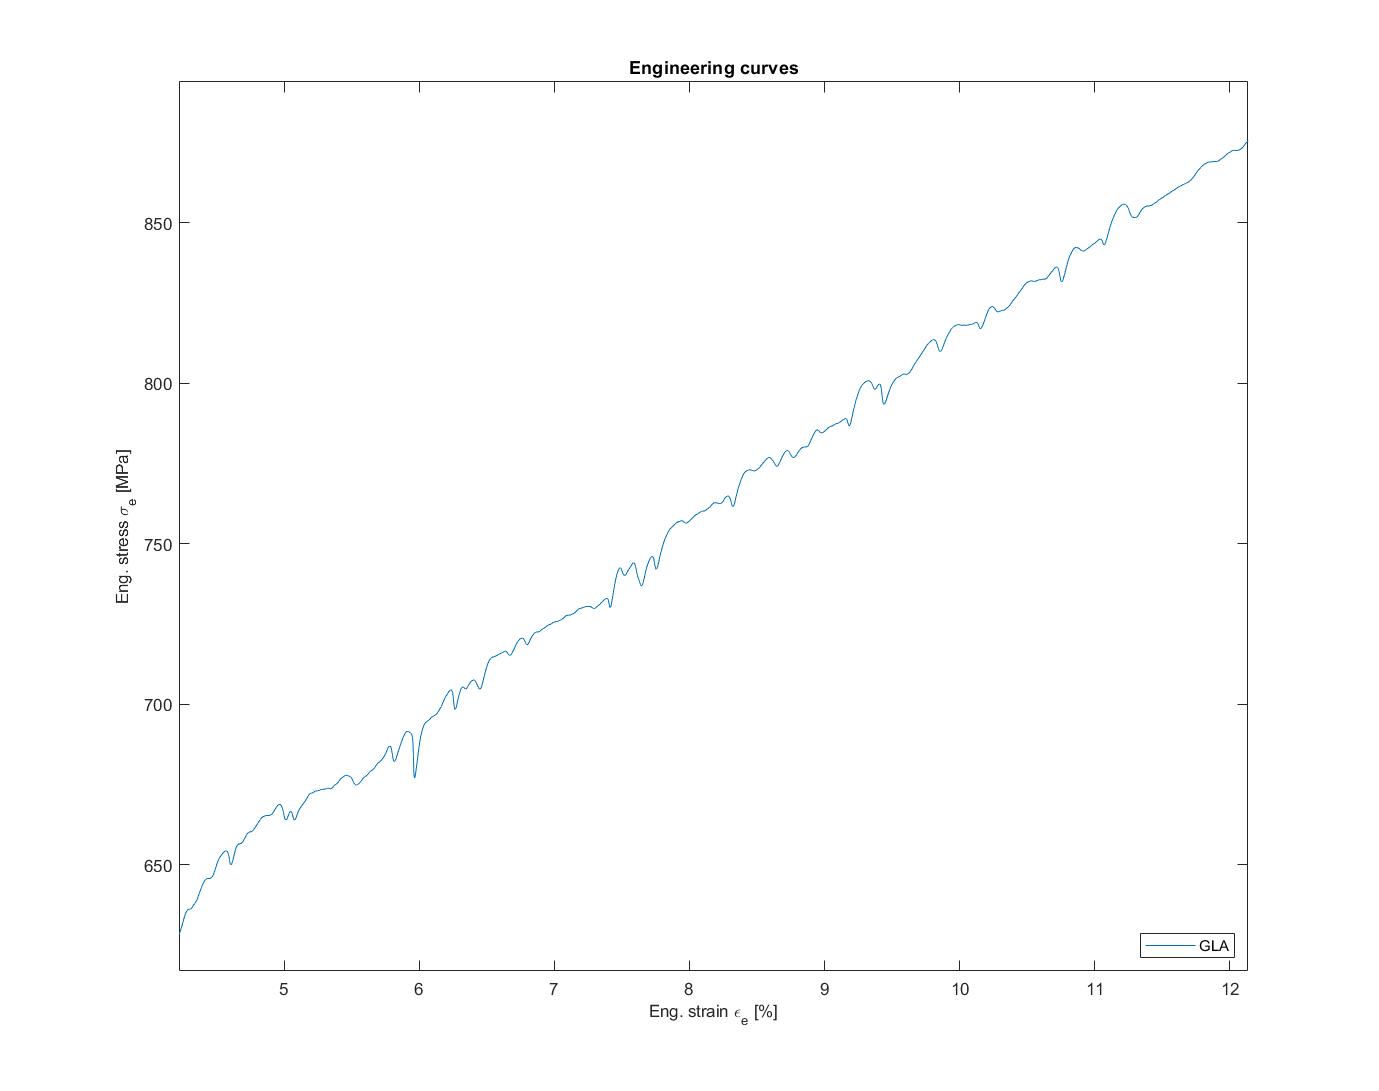 Engineering curves
850
800
750
700
650
Eng. stress σe [MPa]
GLA
5 6 7 8 9 10 11 12
Eng. strain ϵe [%]